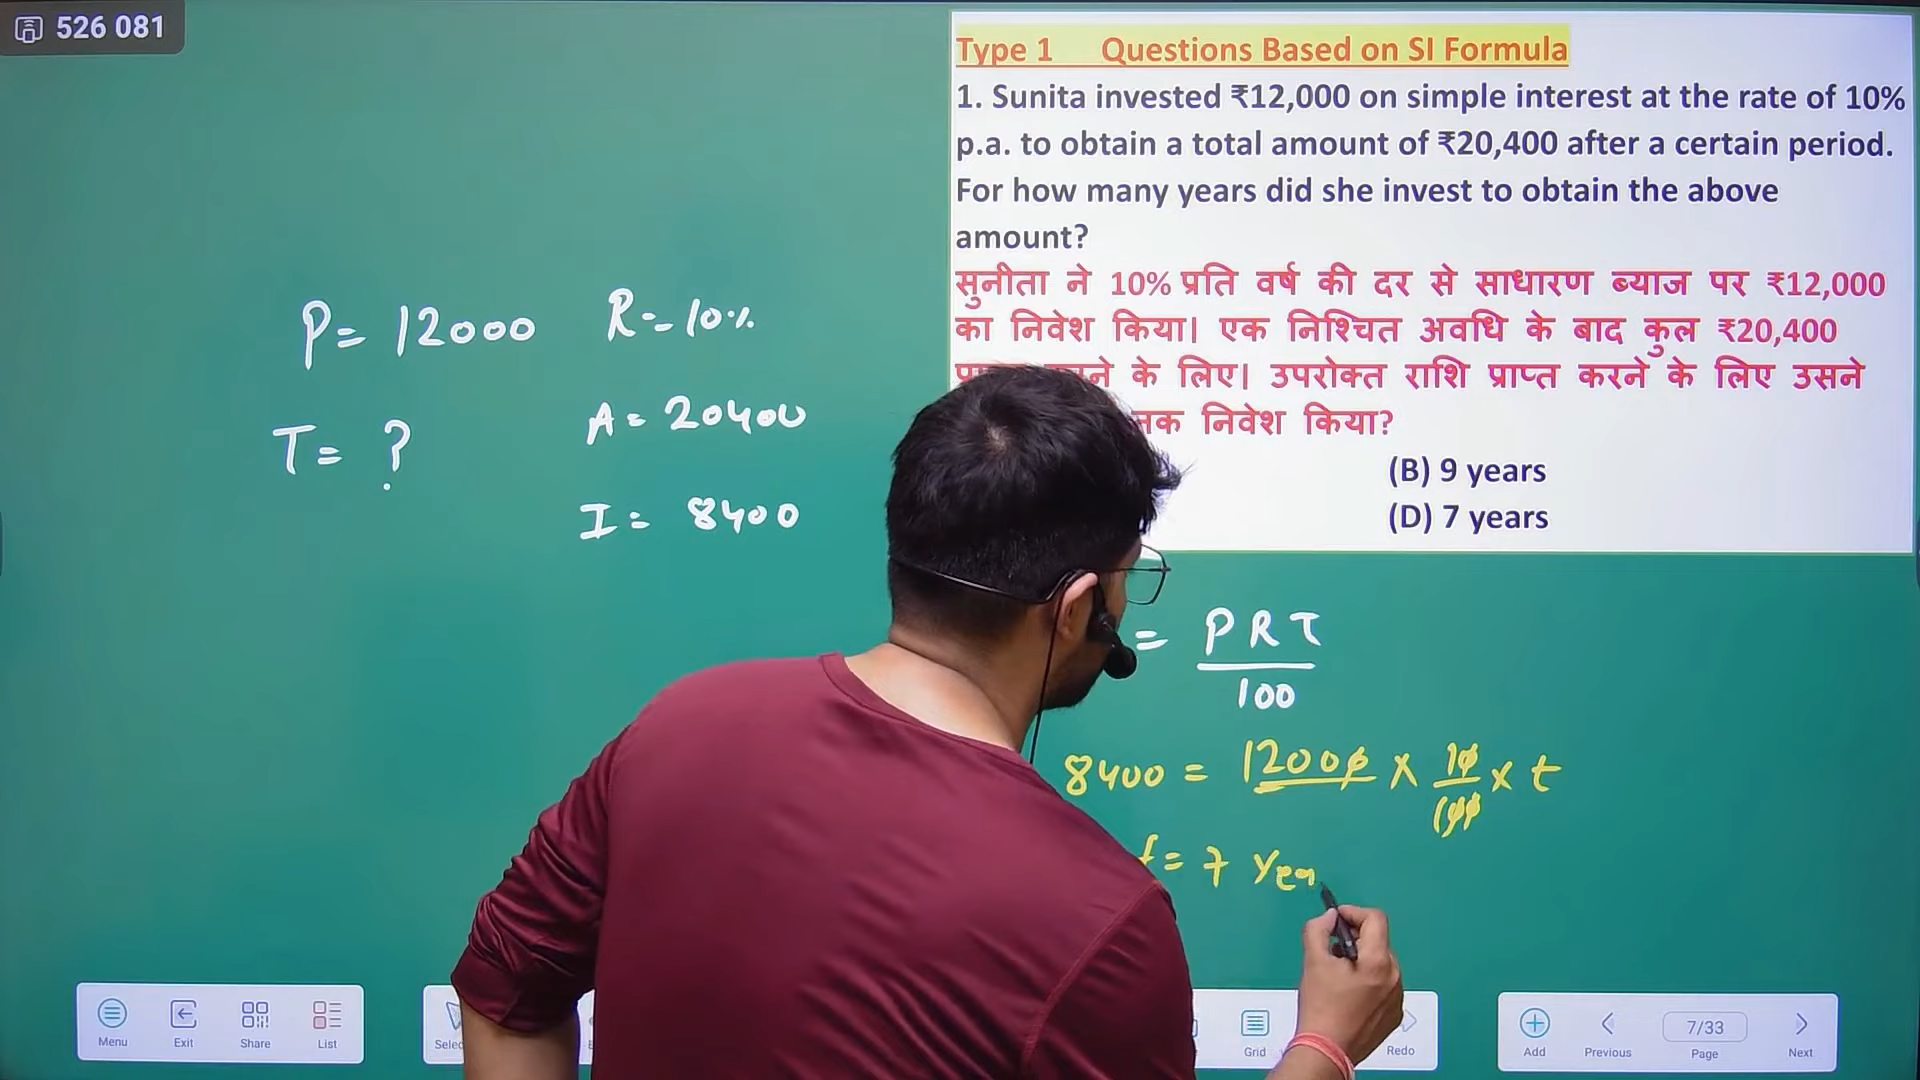 526 081
Type 1 Questions Based on SI Formula
1. Sunita invested ₹12,000 on simple interest at the rate of 10%
p.a. to obtain a total amount of ₹20,400 after a certain period.
For how many years did she invest to obtain the above
amount?
सुनीता ने 10% प्रति वर्ष की दर से साधारण ब्याज पर ₹12,000
का निवेश किया। एक निश्चित अवधि के बाद कुल ₹20,400
के लिए। उपरोक्त राशि प्राप्त करने के लिए उसने
निवेश किया?
(B) 9 years
(D) 7 years
P= 12000 R= 10%
A= 20400
T= ?
I= 8400
= PRT
100
8400 = 12000 × 10 × t
100
t= 7 Yea
Menu Exit Share List
Grid Redo
Add Previous 7/33 Page Next